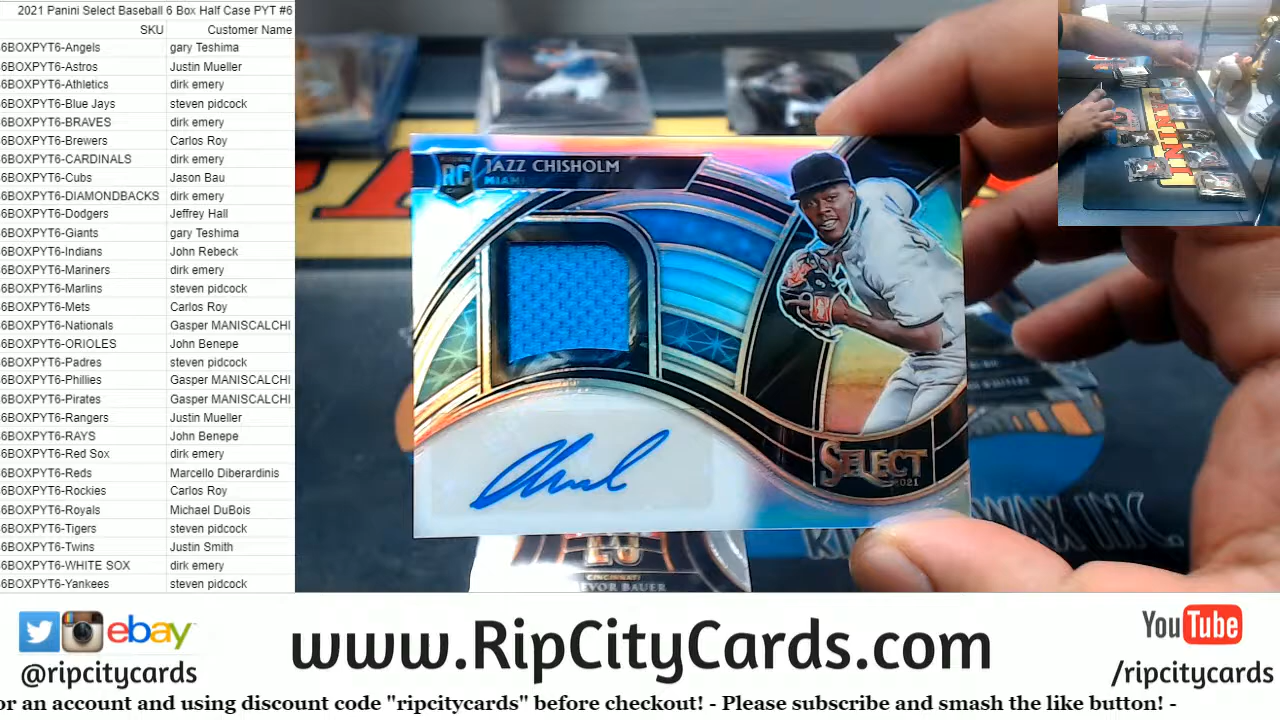 2021 Panini Select Baseball 6 Box Half Case PYT #6
SKU Customer Name
6BOXPYT6-Angels gary Teshima
6BOXPYT6-Astros Justin Mueller
6BOXPYT6-Athletics dirk emery
6BOXPYT6-Blue Jays steven pidcock
6BOXPYT6-BRAVES dirk emery
6BOXPYT6-Brewers Carlos Roy
6BOXPYT6-CARDINALS dirk emery
6BOXPYT6-Cubs Jason Bau
6BOXPYT6-DIAMONDBACKS dirk emery
6BOXPYT6-Dodgers Jeffrey Hall
6BOXPYT6-Giants gary Teshima
6BOXPYT6-Indians John Rebeck
6BOXPYT6-Mariners dirk emery
6BOXPYT6-Marlins steven pidcock
6BOXPYT6-Mets Carlos Roy
6BOXPYT6-Nationals Gasper MANISCALCHI
6BOXPYT6-ORIOLES John Benepe
6BOXPYT6-Padres steven pidcock
6BOXPYT6-Phillies Gasper MANISCALCHI
6BOXPYT6-Pirates Gasper MANISCALCHI
6BOXPYT6-Rangers Justin Mueller
6BOXPYT6-RAYS John Benepe
6BOXPYT6-Red Sox dirk emery
6BOXPYT6-Reds Marcello Diberardinis
6BOXPYT6-Rockies Carlos Roy
6BOXPYT6-Royals Michael DuBois
6BOXPYT6-Tigers steven pidcock
6BOXPYT6-Twins Justin Smith
6BOXPYT6-WHITE SOX dirk emery
6BOXPYT6-Yankees steven pidcock
RC
JAZZ CHISHOLM
SELECT
2021
WAX INC.
CINCINNATI
EVOR BAUER
ebay
@ripcitycards
www.RipCityCards.com
YouTube
/ripcitycards
or an account and using discount code "ripcitycards" before checkout! - Please subscribe and smash the like button! -